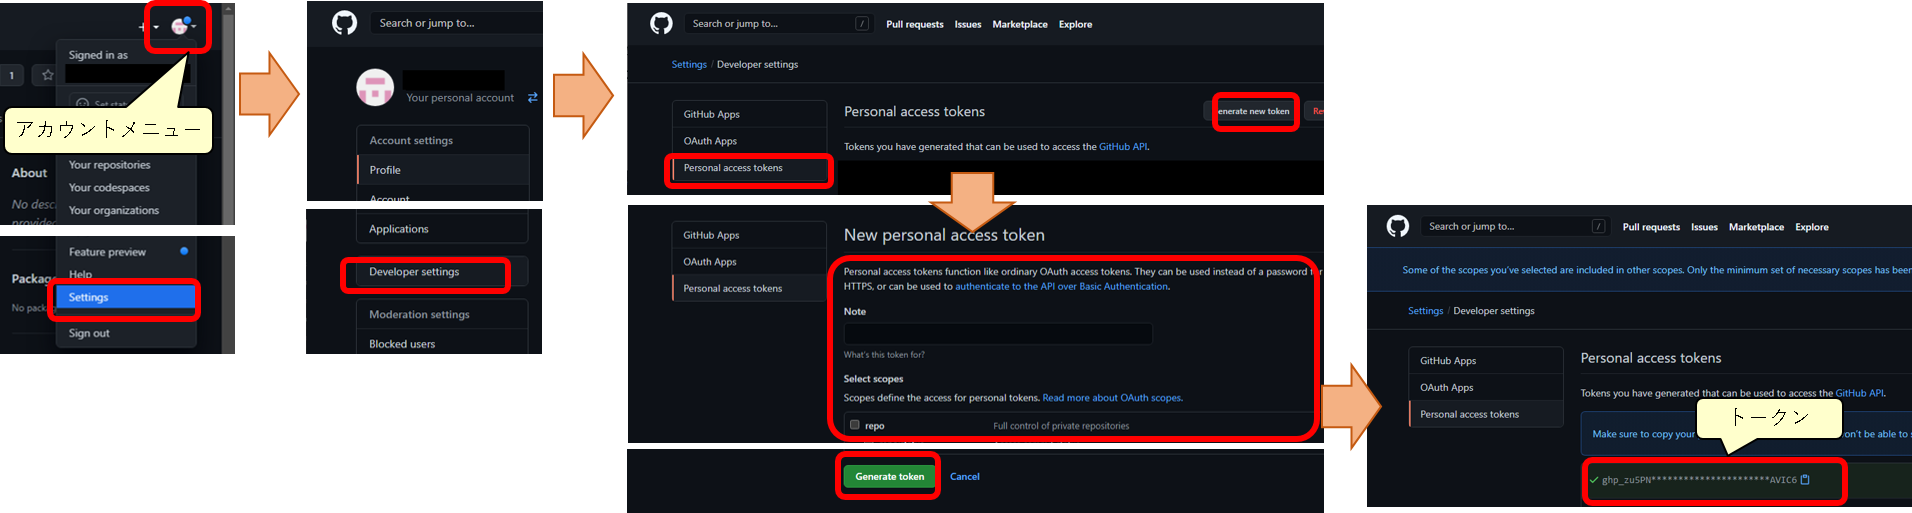 Signed in as
1
Set stat
アカウントメニュー
Your repositories
Your codespaces
Your organizations
About
No desc
provided
Feature preview
Help
Packag
No packa
Settings
Sign out
Search or jump to...
Your personal account
Account settings
Profile
Account
Applications
Developer settings
Moderation settings
Blocked users
Search or jump to... / Pull requests Issues Marketplace Explore
Settings / Developer settings
GitHub Apps
OAuth Apps
Personal access tokens
Personal access tokens
enerate new token
Re
Tokens you have generated that can be used to access the GitHub API.
GitHub Apps
OAuth Apps
Personal access tokens
New personal access token
Personal access tokens function like ordinary OAuth access tokens. They can be used instead of a password for
HTTPS, or can be used to authenticate to the API over Basic Authentication.
Note
What's this token for?
Select scopes
Scopes define the access for personal tokens. Read more about OAuth scopes.
repo Full control of private repositories
Generate token Cancel
Search or jump to... / Pull requests Issues Marketplace Explore
Some of the scopes you've selected are included in other scopes. Only the minimum set of necessary scopes has been
Settings / Developer settings
GitHub Apps
OAuth Apps
Personal access tokens
Personal access tokens
Tokens you have generated that can be used to access the GitHub API.
トークン
Make sure to copy your
on't be able to s
ghp_zu5PN**********************AVIC6